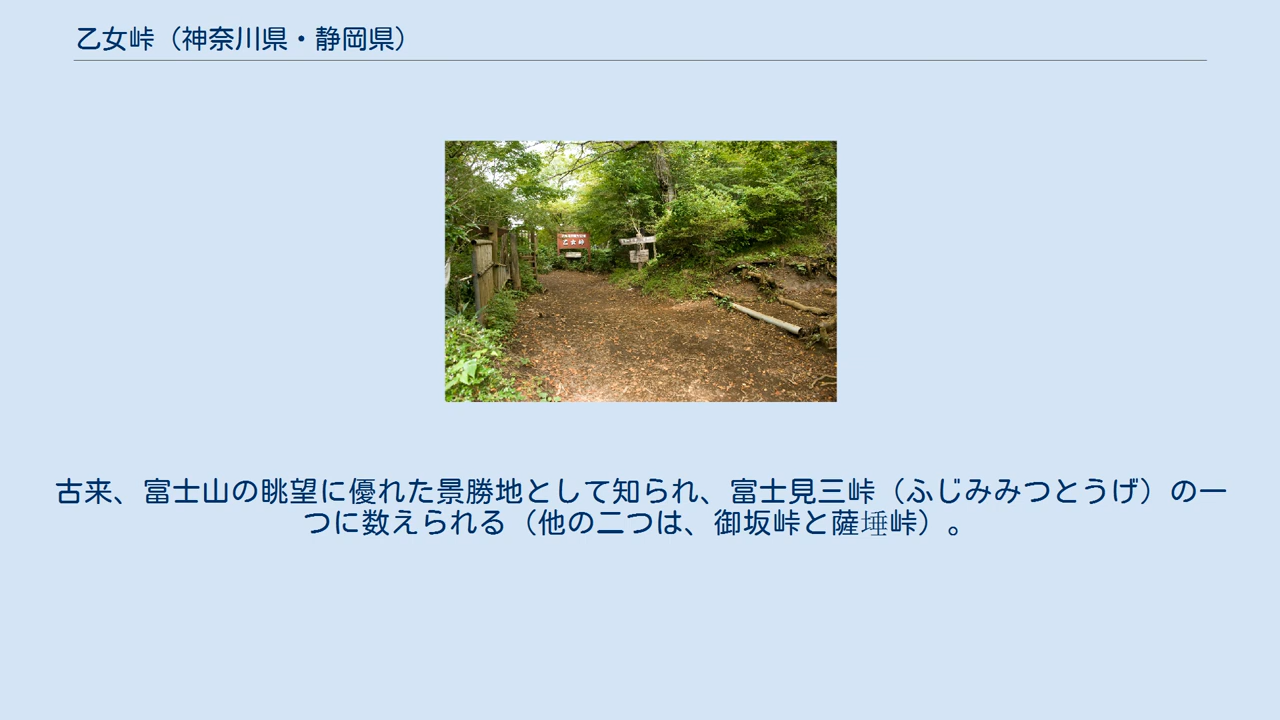 乙女峠（神奈川県・静岡県）
乙女峠
古来、富士山の眺望に優れた景勝地として知られ、富士見三峠（ふじみみつとうげ）の一
つに数えられる（他の二つは、御坂峠と薩埵峠）。